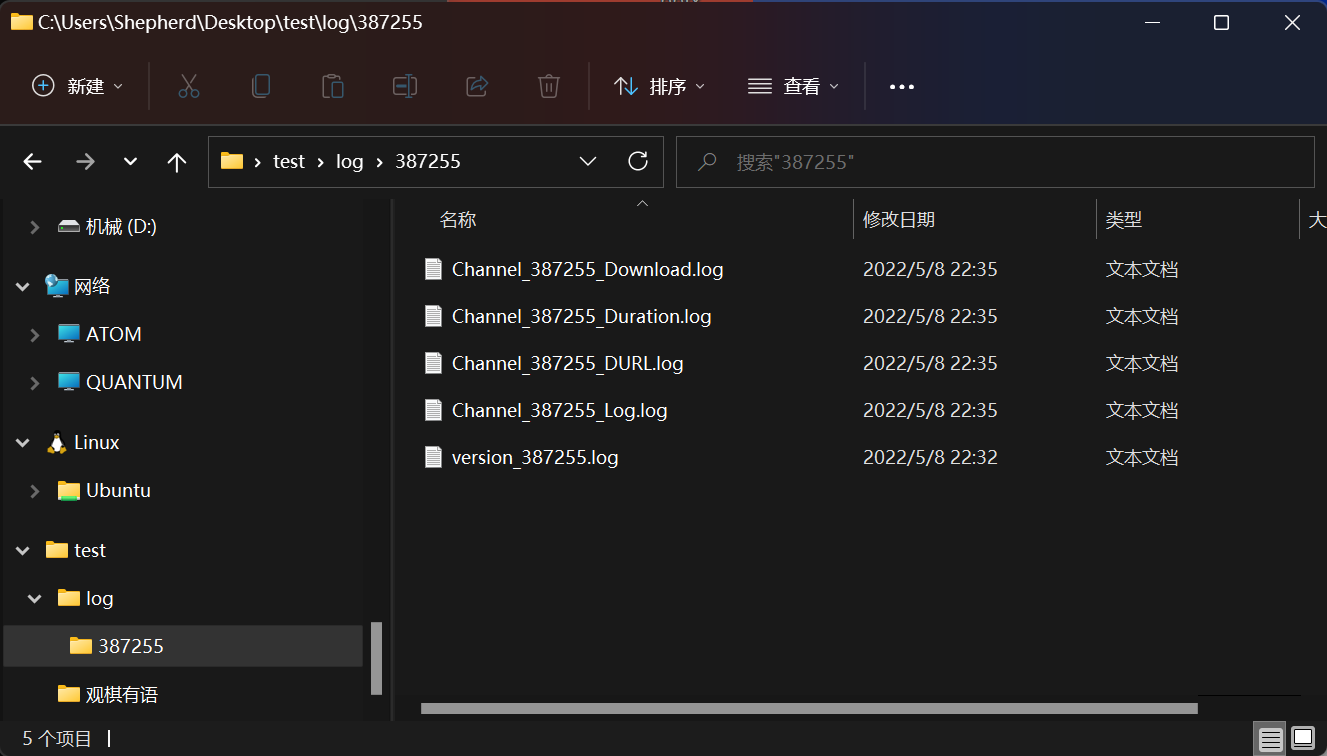 C:\Users\Shepherd\Desktop\test\log\387255
新建 排序 查看
test log 387255 搜索"387255"
名称 修改日期 类型 大
机械 (D:)
网络
ATOM
QUANTUM
Linux
Ubuntu
test
log
387255
观棋有语
Channel_387255_Download.log 2022/5/8 22:35 文本文档
Channel_387255_Duration.log 2022/5/8 22:35 文本文档
Channel_387255_DURL.log 2022/5/8 22:35 文本文档
Channel_387255_Log.log 2022/5/8 22:35 文本文档
version_387255.log 2022/5/8 22:32 文本文档
5 个项目